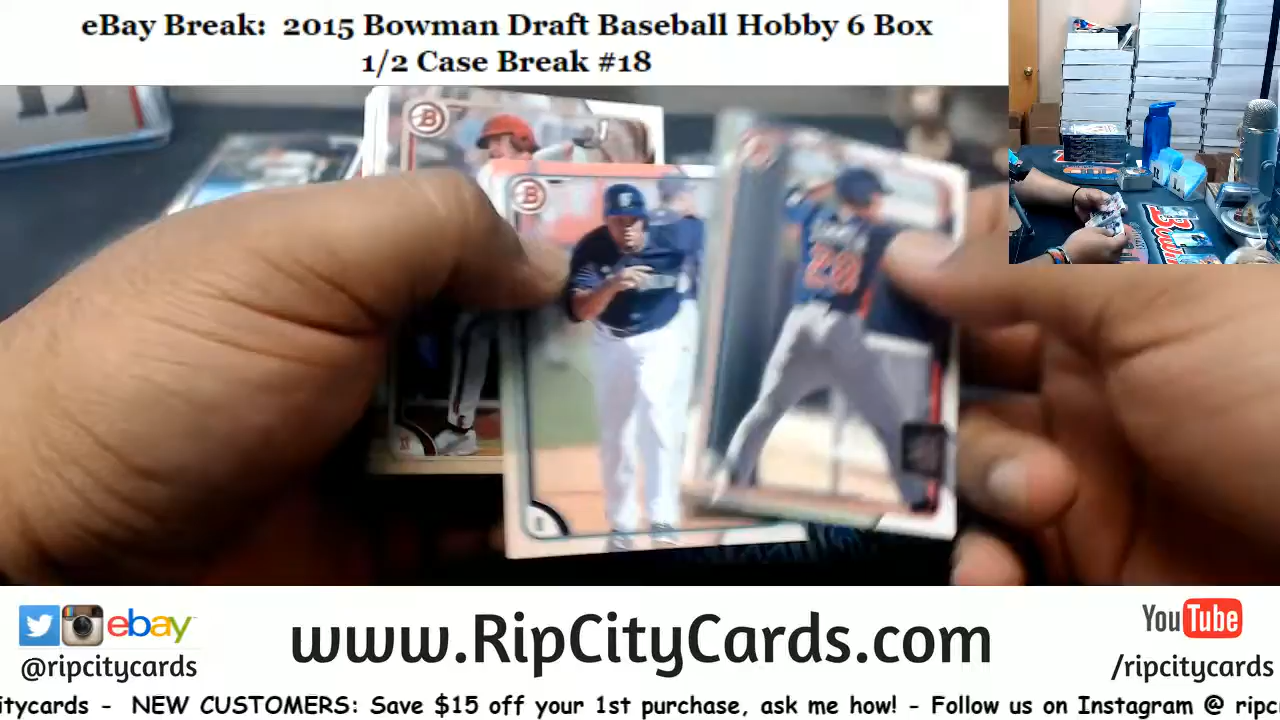 eBay Break: 2015 Bowman Draft Baseball Hobby 6 Box
1/2 Case Break #18
B
B
28
ebay
@ripcitycards
www.RipCityCards.com
YouTube
/ripcitycards
itycards - NEW CUSTOMERS: Save $15 off your 1st purchase, ask me how! - Follow us on Instagram @ ripc